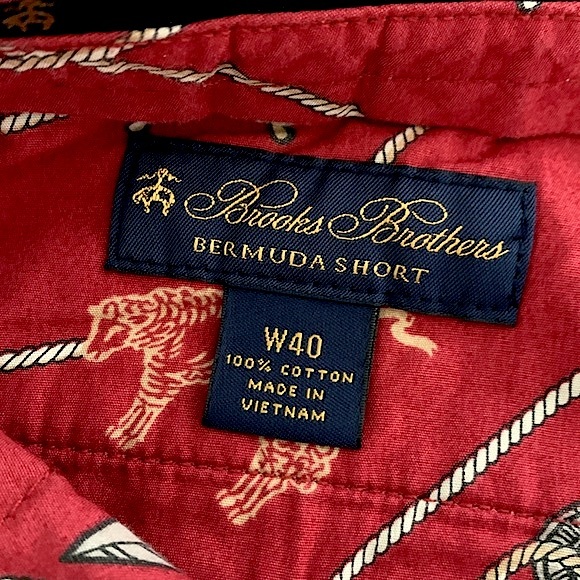 Brooks Brothers
BERMUDA SHORT
W40
100% COTTON
MADE IN
VIETNAM